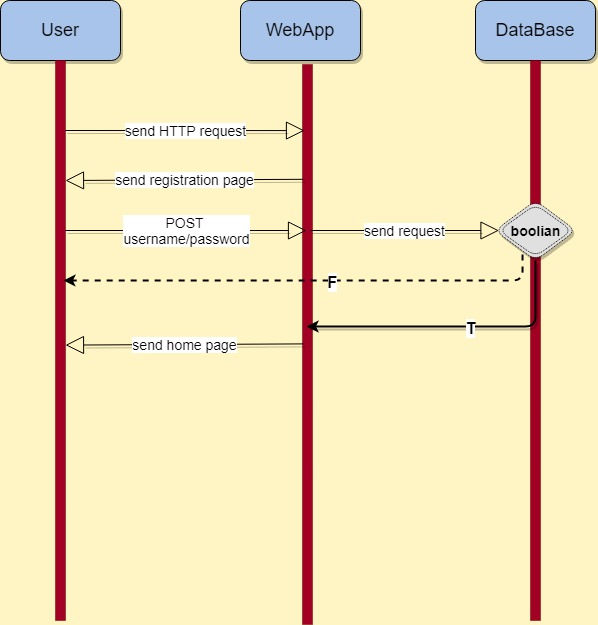 User
WebApp
DataBase
send HTTP request
send registration page
POST
username/password
send request
boolian
F
T
send home page